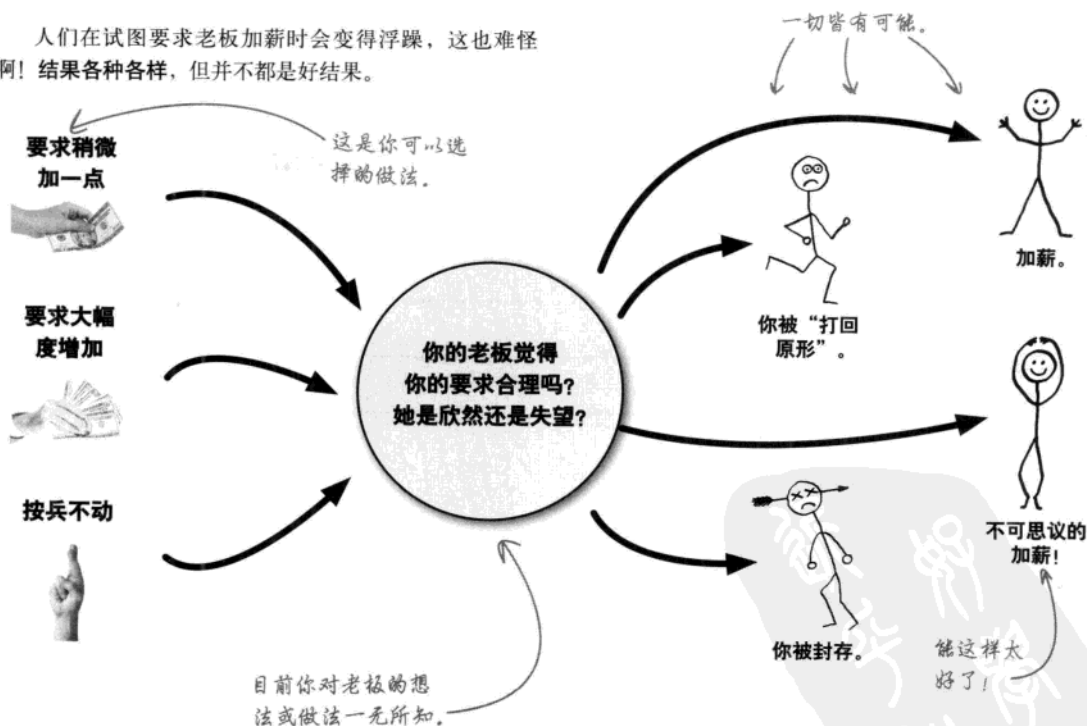 人们在试图要求老板加薪时会变得浮躁，这也难怪
啊！结果各种各样，但并不都是好结果。
一切皆有可能。
要求稍微
加一点
这是你可以选
择的做法。
要求大幅
度增加
按兵不动
你的老板觉得
你的要求合理吗？
她是欣然还是失望？
加薪。
你被“打回
原形”。
不可思议的
加薪！
你被封存。
能这样太
好了！
目前你对老板的想
法或做法一无所知。